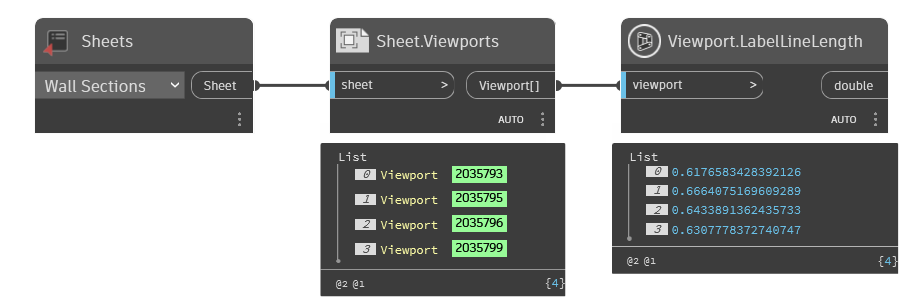 Sheets
Wall Sections
Sheet
Sheet.Viewports
sheet > Viewport[]
AUTO
Viewport.LabelLineLength
viewport > double
AUTO
List
0 Viewport 2035793
1 Viewport 2035795
2 Viewport 2035796
3 Viewport 2035799
@2 @1 {4}
List
0 0.6176583428392126
1 0.6664075169609289
2 0.6433891362435733
3 0.6307778372740747
@2 @1 {4}